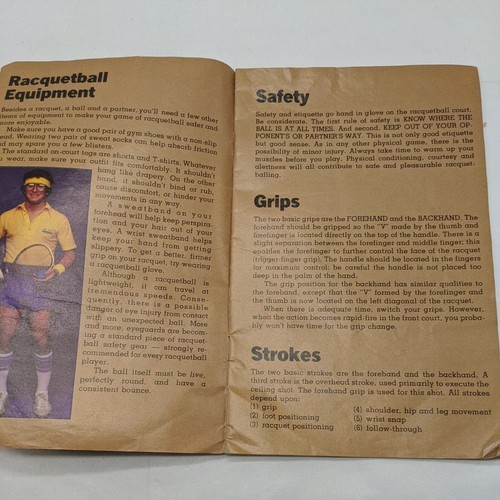 Racquetball
Equipment
Besides a racquet, a ball and a partner, you'll need a few other
items of equipment to make your game of racquetball safer and
more enjoyable.
Make sure you have a good pair of gym shoes with a non-slip
Wearing two pair of sweat socks can help absorb friction
and may spare you a few blisters.
The standard on-court togs are shorts and T-shirts. Whatever
wear, make sure your outfit fits comfortably. It shouldn't
hang like drapery. On the other
hand, it shouldn't bind or rub,
cause discomfort, or hinder your
movements in any way.
A sweatband on your
forehead will help keep perspira-
tion and your hair out of your
eyes. A wrist sweatband helps
keep your hand from getting
slippery. To get a better, firmer
grip on your racquet, try wearing
a racquetball glove.
Although a racquetball is
lightweight, it can travel at
tremendous speeds. Conse-
quently, there is a possible
danger of eye injury from contact
with an unexpected ball. More
and more, eyeguards are becom-
ing a standard piece of racquet-
ball safety gear — strongly re-
commended for every racquetball
player.
The ball itself must be live,
perfectly round, and have a
consistent bounce.
Safety
Safety and etiquette go hand in glove on the racquetball court.
Be considerate. The first rule of safety is KNOW WHERE THE
BALL IS AT ALL TIMES. And second, KEEP OUT OF YOUR OP-
PONENT'S OR PARTNER'S WAY. This is not only good etiquette
but good sense. As in any other physical game, there is the
possibility of minor injury. Always take time to warm up your
muscles before you play. Physical conditioning, courtesy and
alertness will all contribute to safe and pleasurable racquet-
balling.
Grips
The two basic grips are the FOREHAND and the BACKHAND. The
forehand should be gripped so the "V" made by the thumb and
forefinger is located directly on the top of the handle. There is a
slight separation between the forefinger and middle finger; this
enables the forefinger to further control the face of the racquet
(trigger-finger grip). The handle should be located in the fingers
for maximum control; be careful the handle is not placed too
deep in the palm of the hand.
The grip position for the backhand has similar qualities to
the forehand, except that the "V" formed by the forefinger and
the thumb is now located on the left diagonal of the racquet.
When there is adequate time, switch your grips. However,
when the action becomes rapid-fire in the front court, you proba-
bly won't have time for the grip change.
Strokes
The two basic strokes are the forehand and the backhand. A
third stroke is the overhead stroke, used primarily to execute the
ceiling shot. The forehand grip is used for this shot. All strokes
depend upon:
(1) grip
(2) foot positioning
(3) racquet positioning
(4) shoulder, hip and leg movement
(5) wrist snap
(6) follow-through